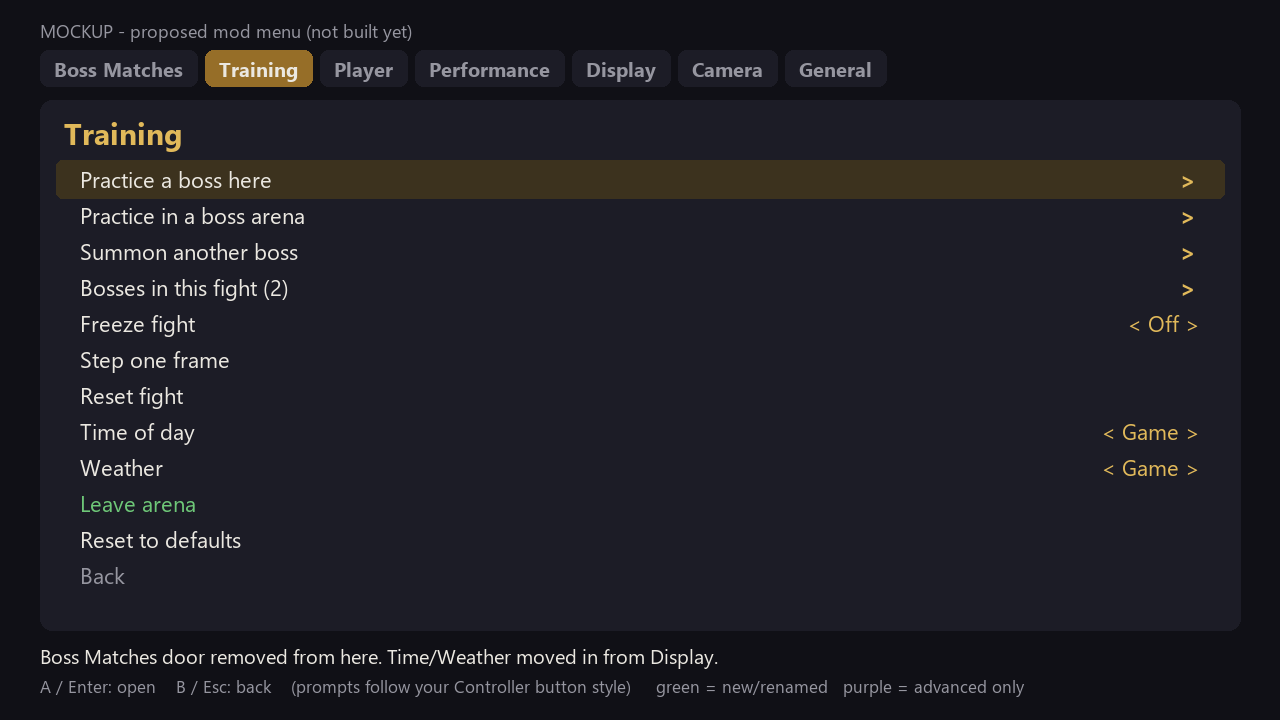 MOCKUP - proposed mod menu (not built yet)
Boss Matches Training Player Performance Display Camera General
Training
Practice a boss here >
Practice in a boss arena >
Summon another boss >
Bosses in this fight (2) >
Freeze fight < Off >
Step one frame
Reset fight
Time of day < Game >
Weather < Game >
Leave arena
Reset to defaults
Back
Boss Matches door removed from here. Time/Weather moved in from Display.
A / Enter: open B / Esc: back (prompts follow your Controller button style) green = new/renamed purple = advanced only